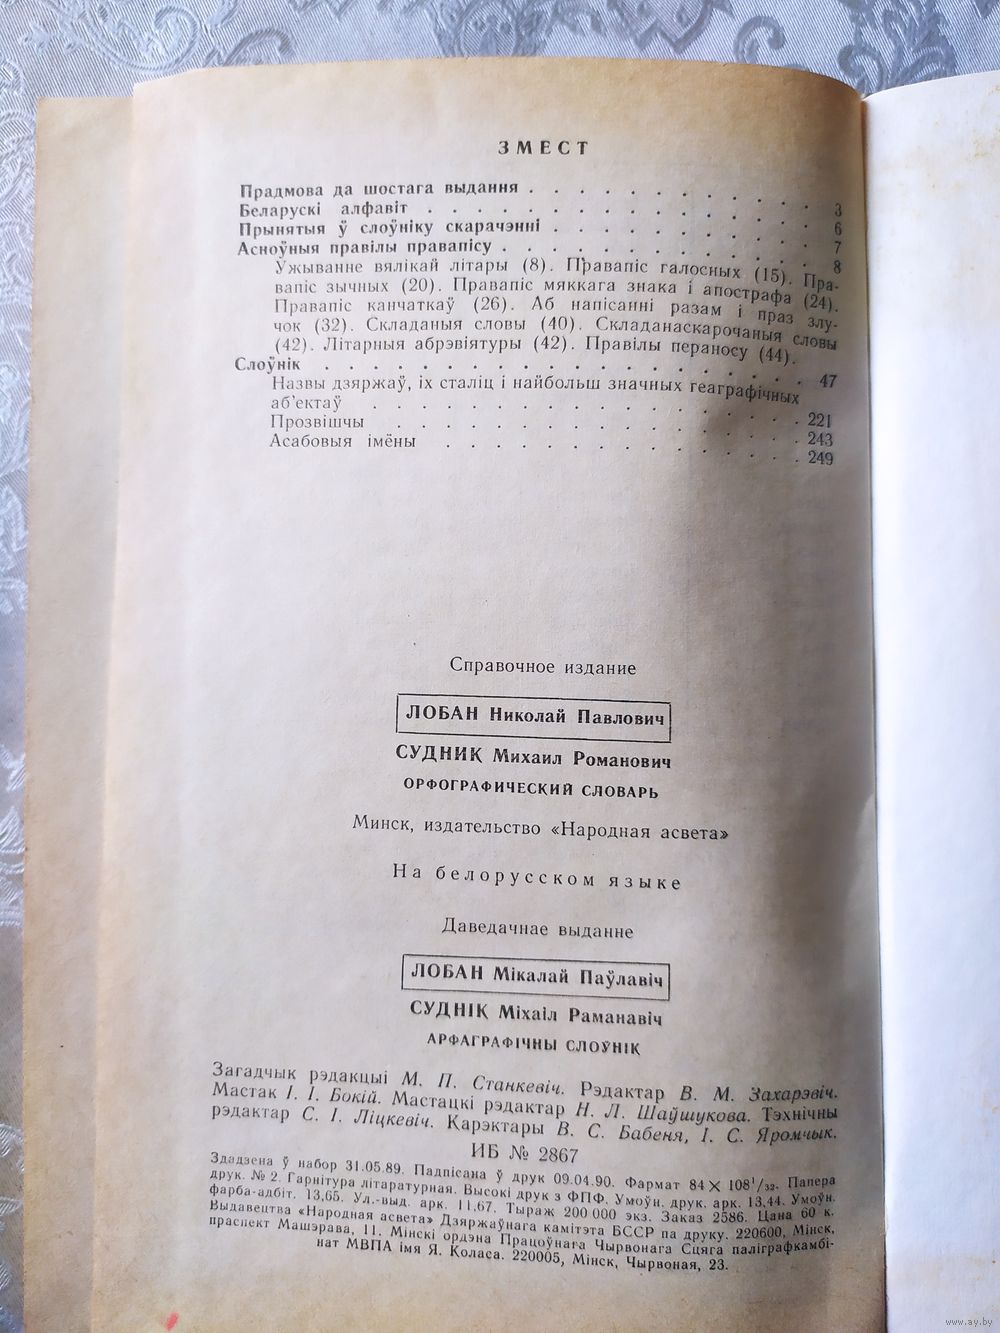 ЗМЕСТ
Прадмова да шостага выдання . . . . . . . . . . . . 3
Беларускі алфавіт . . . . . . . . . . . . . . . . 6
Прынятыя ў слоўніку скарачэнні . . . . . . . . . . . 7
Асноўныя правілы правапісу . . . . . . . . . . . . . 8
Ужыванне вялікай літары (8). Правапіс галосных (15). Пра-
вапіс зычных (20). Правапіс мяккага знака і апострафа (24).
Правапіс канчаткаў (26). Аб напісанні разам і праз злу-
чок (32). Складаныя словы (40). Складанаскарочаныя словы
(42). Літарныя абрэвіятуры (42). Правілы пераносу (44).
Слоўнік . . . . . . . . . . . . . . . . . . . . 47
Назвы дзяржаў, іх сталіц і найбольш значных геаграфічных
аб'ектаў . . . . . . . . . . . . . . . . . . 221
Прозвішчы . . . . . . . . . . . . . . . . . 243
Асабовыя імёны . . . . . . . . . . . . . . . 249
Справочное издание
ЛОБАН Николай Павлович
СУДНИК Михаил Романович
ОРФОГРАФИЧЕСКИЙ СЛОВАРЬ
Минск, издательство «Народная асвета»
На белорусском языке
Даведачнае выданне
ЛОБАН Мікалай Паўлавіч
СУДНІК Міхаіл Раманавіч
АРФАГРАФІЧНЫ СЛОЎНІК
Загадчык рэдакцыі М. П. Станкевіч. Рэдактар В. М. Захарэвіч.
Мастак І. І. Бокій. Мастацкі рэдактар Н. Л. Шаўшукова. Тэхнічны
рэдактар С. І. Ліцкевіч. Карэктары В. С. Бабеня, І. С. Яромчык.
ИБ № 2867
Здадзена ў набор 31.05.89. Падпісана ў друк 09.04.90. Фармат 84×108¹/₃₂. Папера
друк. № 2. Гарнітура літаратурная. Высокі друк з ФПФ. Умоўн. друк. арк. 13,44. Умоўн.
фарба-адбіт. 13,65. Ул.-выд. арк. 11,67. Тыраж 200 000 экз. Заказ 2586. Цана 60 к.
Выдавецтва «Народная асвета» Дзяржаўнага камітэта БССР па друку. 220600, Мінск,
праспект Машэрава, 11. Мінскі ордэна Працоўнага Чырвонага Сцяга паліграфкамбі-
нат МВПА імя Я. Коласа. 220005, Мінск, Чырвоная, 23.
www.ay.by